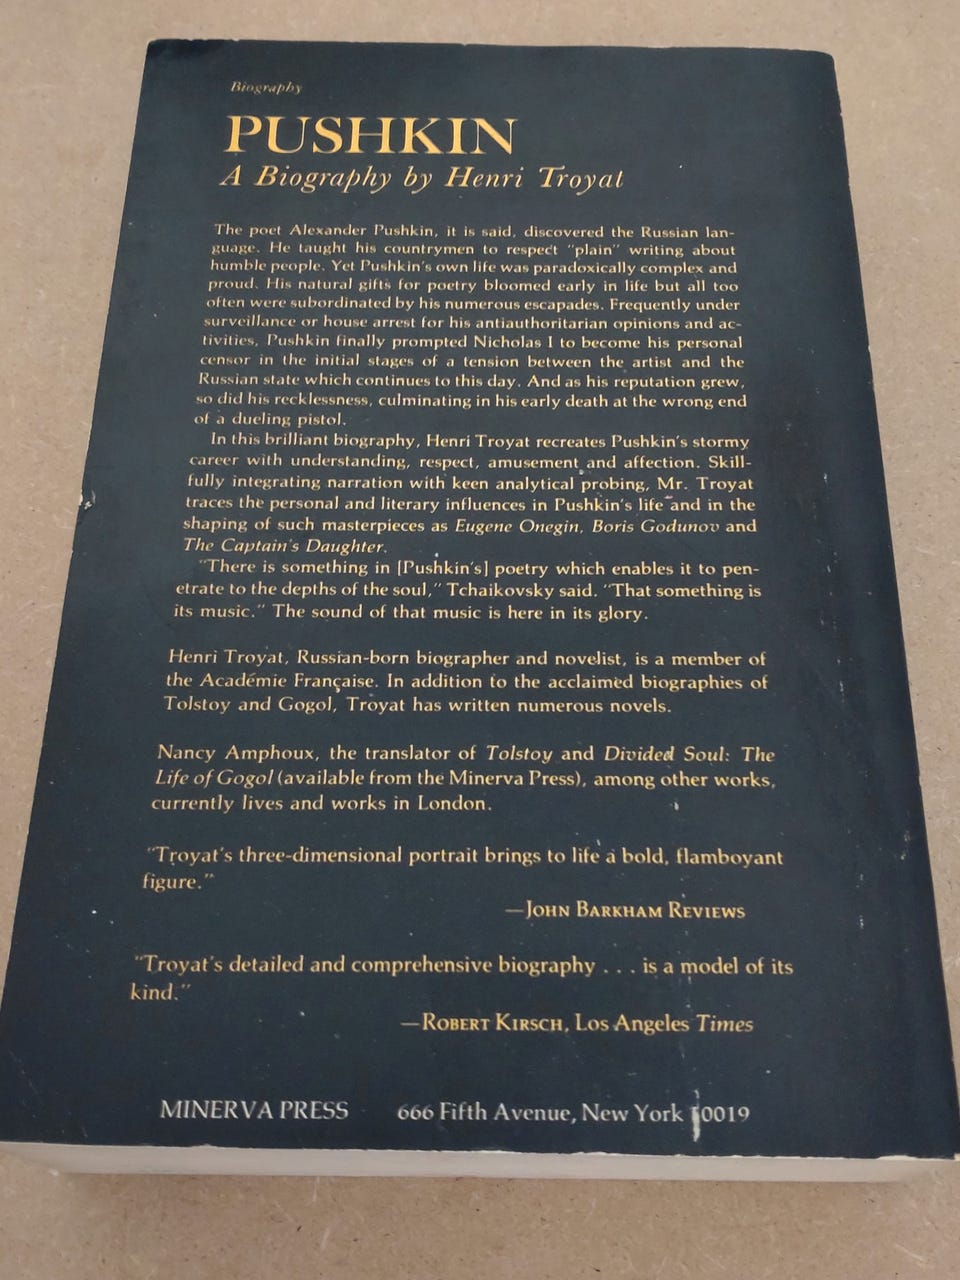 Biography
PUSHKIN
A Biography by Henri Troyat
The poet Alexander Pushkin, it is said, discovered the Russian lan-
guage. He taught his countrymen to respect "plain" writing about
humble people. Yet Pushkin's own life was paradoxically complex and
proud. His natural gifts for poetry bloomed early in life but all too
often were subordinated by his numerous escapades. Frequently under
surveillance or house arrest for his antiauthoritarian opinions and ac-
tivities, Pushkin finally prompted Nicholas I to become his personal
censor in the initial stages of a tension between the artist and the
Russian state which continues to this day. And as his reputation grew,
so did his recklessness, culminating in his early death at the wrong end
of a dueling pistol.
In this brilliant biography, Henri Troyat recreates Pushkin's stormy
career with understanding, respect, amusement and affection. Skill-
fully integrating narration with keen analytical probing, Mr. Troyat
traces the personal and literary influences in Pushkin's life and in the
shaping of such masterpieces as Eugene Onegin, Boris Godunov and
The Captain's Daughter.
"There is something in [Pushkin's] poetry which enables it to pen-
etrate to the depths of the soul," Tchaikovsky said. "That something is
its music." The sound of that music is here in its glory.
Henri Troyat, Russian-born biographer and novelist, is a member of
the Académie Française. In addition to the acclaimed biographies of
Tolstoy and Gogol, Troyat has written numerous novels.
Nancy Amphoux, the translator of Tolstoy and Divided Soul: The
Life of Gogol (available from the Minerva Press), among other works,
currently lives and works in London.
"Troyat's three-dimensional portrait brings to life a bold, flamboyant
figure."
—JOHN BARKHAM REVIEWS
"Troyat's detailed and comprehensive biography . . . is a model of its
kind."
—ROBERT KIRSCH, Los Angeles Times
MINERVA PRESS 666 Fifth Avenue, New York 10019